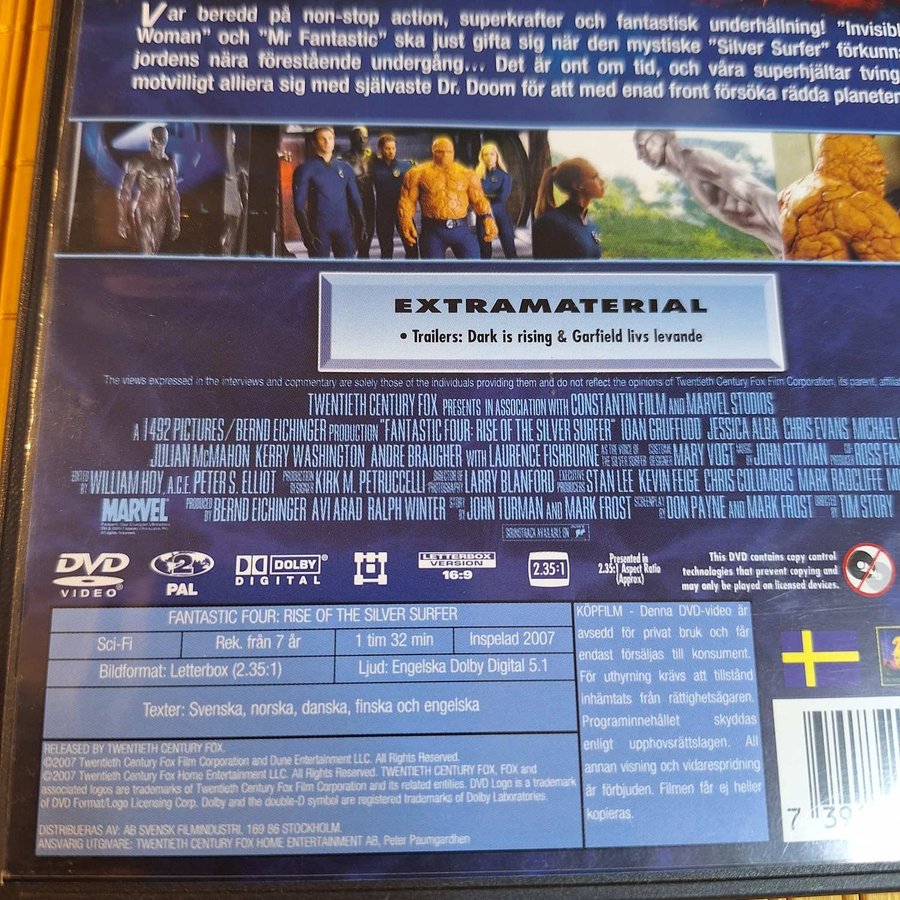 Var beredd på non-stop action, superkrafter och fantastisk underhållning! "Invisibl
Woman" och "Mr Fantastic" ska just gifta sig när den mystiske "Silver Surfer" förkunna
jordens nära förestående undergång... Det är ont om tid, och våra superhjältar tving
motvilligt alliera sig med självaste Dr. Doom för att med enad front försöka rädda planeten
EXTRAMATERIAL
• Trailers: Dark is rising & Garfield livs levande
The views expressed in the interviews and commentary are solely those of the individuals providing them and do not reflect the opinions of Twentieth Century Fox Film Corporation, its parent, affilia
TWENTIETH CENTURY FOX PRESENTS IN ASSOCIATION WITH CONSTANTIN FILM AND MARVEL STUDIOS
A 1492 PICTURES/BERND EICHINGER PRODUCTION "FANTASTIC FOUR: RISE OF THE SILVER SURFER" IOAN GRUFFUDD JESSICA ALBA CHRIS EVANS MICHAEL
JULIAN McMAHON KERRY WASHINGTON ANDRE BRAUGHER WITH LAURENCE FISHBURNE AS THE VOICE OF THE SILVER SURFER COSTUME DESIGNER MARY VOGT MUSIC BY JOHN OTTMAN CO-PRODUCER ROSS FAN
EDITED BY WILLIAM HOY, A.C.E. PETER S. ELLIOT PRODUCTION DESIGNER KIRK M. PETRUCCELLI DIRECTOR OF PHOTOGRAPHY LARRY BLANFORD EXECUTIVE PRODUCERS STAN LEE KEVIN FEIGE CHRIS COLUMBUS MARK RADCLIFFE
MARVEL PRODUCED BY BERND EICHINGER AVI ARAD RALPH WINTER STORY BY JOHN TURMAN AND MARK FROST SCREENPLAY BY DON PAYNE AND MARK FROST DIRECTED BY TIM STORY
SOUNDTRACK AVAILABLE ON
DVD VIDEO
2 PAL
DOLBY DIGITAL
LETTERBOX VERSION 16:9
2.35:1
Presented in
2.35:1 Aspect Ratio
(Approx)
This DVD contains copy control
technologies that prevent copying and
may only be played on licensed devices.
FANTASTIC FOUR: RISE OF THE SILVER SURFER
Sci-Fi Rek. från 7 år 1 tim 32 min Inspelad 2007
Bildformat: Letterbox (2.35:1) Ljud: Engelska Dolby Digital 5.1
Texter: Svenska, norska, danska, finska och engelska
RELEASED BY TWENTIETH CENTURY FOX.
©2007 Twentieth Century Fox Film Corporation and Dune Entertainment LLC. All Rights Reserved.
©2007 Twentieth Century Fox Home Entertainment LLC. All Rights Reserved. TWENTIETH CENTURY FOX, FOX and
associated logos are trademarks of Twentieth Century Fox Film Corporation and its related entities. DVD Logo is a trademark
of DVD Format/Logo Licensing Corp. Dolby and the double-D symbol are registered trademarks of Dolby Laboratories.
DISTRIBUERAS AV: AB SVENSK FILMINDUSTRI, 169 86 STOCKHOLM.
ANSVARIG UTGIVARE: TWENTIETH CENTURY FOX HOME ENTERTAINMENT AB, Peter Paumgardhen
KÖPFILM - Denna DVD-video är
avsedd för privat bruk och får
endast försäljas till konsument.
För uthyrning krävs att tillstånd
inhämtats från rättighetsägaren.
Programinnehållet skyddas
enligt upphovsrättslagen. All
annan visning och vidarespridning
är förbjuden. Filmen får ej heller
kopieras.
7 39